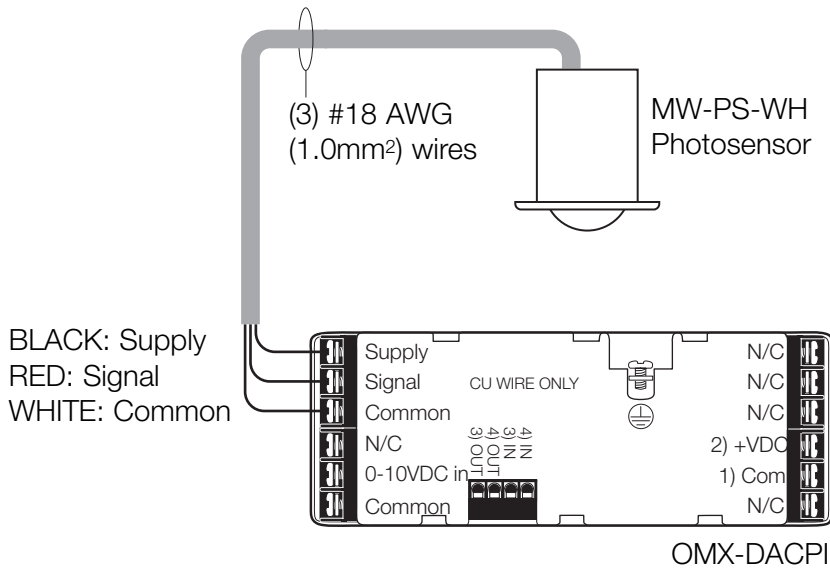 (3) #18 AWG
(1.0mm²) wires
MW-PS-WH
Photosensor
BLACK: Supply
RED: Signal
WHITE: Common
Supply
Signal
Common
N/C
0-10VDC in
Common
CU WIRE ONLY
3) OUT
4) OUT
3) IN
4) IN
N/C
N/C
N/C
2) +VDC
1) Com
N/C
OMX-DACPI